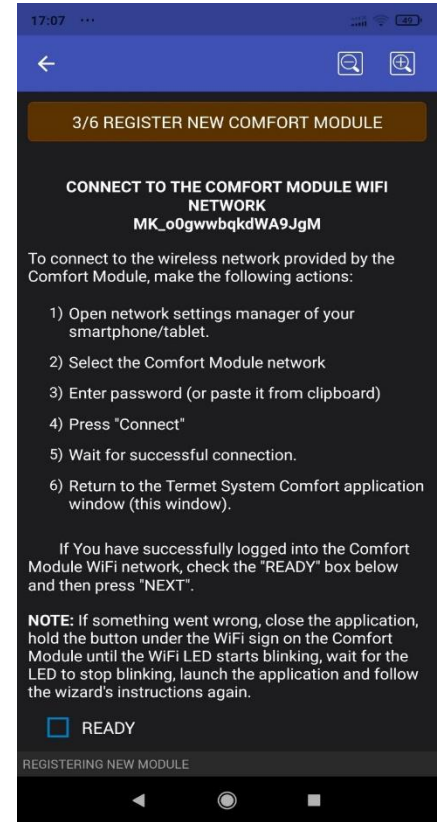 17:07 ...
49
3/6 REGISTER NEW COMFORT MODULE
CONNECT TO THE COMFORT MODULE WIFI
NETWORK
MK_o0gwwbqkdWA9JgM
To connect to the wireless network provided by the
Comfort Module, make the following actions:
1) Open network settings manager of your
smartphone/tablet.
2) Select the Comfort Module network
3) Enter password (or paste it from clipboard)
4) Press "Connect"
5) Wait for successful connection.
6) Return to the Termet System Comfort application
window (this window).
If You have successfully logged into the Comfort
Module WiFi network, check the "READY" box below
and then press "NEXT".
NOTE: If something went wrong, close the application,
hold the button under the WiFi sign on the Comfort
Module until the WiFi LED starts blinking, wait for the
LED to stop blinking, launch the application and follow
the wizard's instructions again.
READY
REGISTERING NEW MODULE